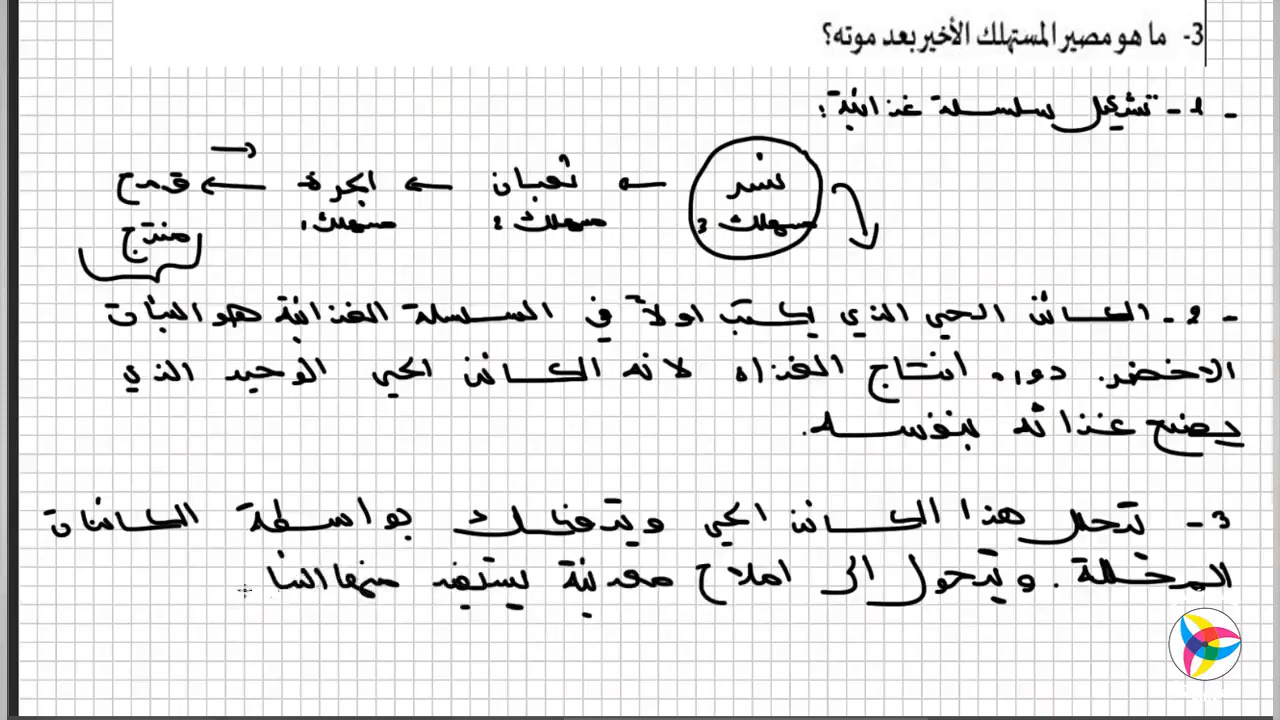 3- ما هو مصير المستهلك الأخير بعد موته؟
- 1 - تشكيل سلسلة غذائية :
نسر ← ثعبان ← الجرذ ← قمح
مستهلك 3 مستهلك 2 مستهلك 1 منتج
- 2 - الكائن الحي الذي يكتب اولاً في السلسلة الغذائية هو النبات
الاخضر. دوره انتاج الغذاء لانه الكائن الحي الوحيد الذي
يصنع غذائه بنفسه.
3 - تتحلل هذا الكائن الحي ويتفكك بواسطة الكائنات
المحللة . ويتحول الى املاح معدنية يستفيد منها النبا